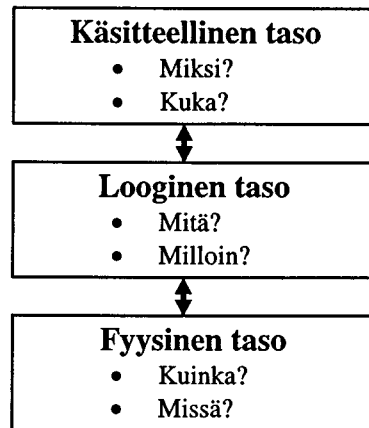 Käsitteellinen taso
• Miksi?
• Kuka?
Looginen taso
• Mitä?
• Milloin?
Fyysinen taso
• Kuinka?
• Missä?